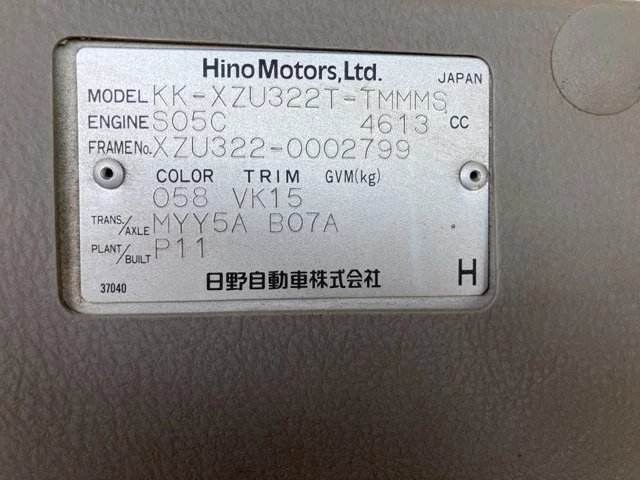 Hino Motors, Ltd. JAPAN
MODEL KK-XZU322T-TMMMS
ENGINE S05C 4613 CC
FRAME No. XZU322-0002799
COLOR TRIM GVM(kg)
058 VK15
TRANS./AXLE MYY5A B07A
PLANT/BUILT P11
37040 日野自動車株式会社 H